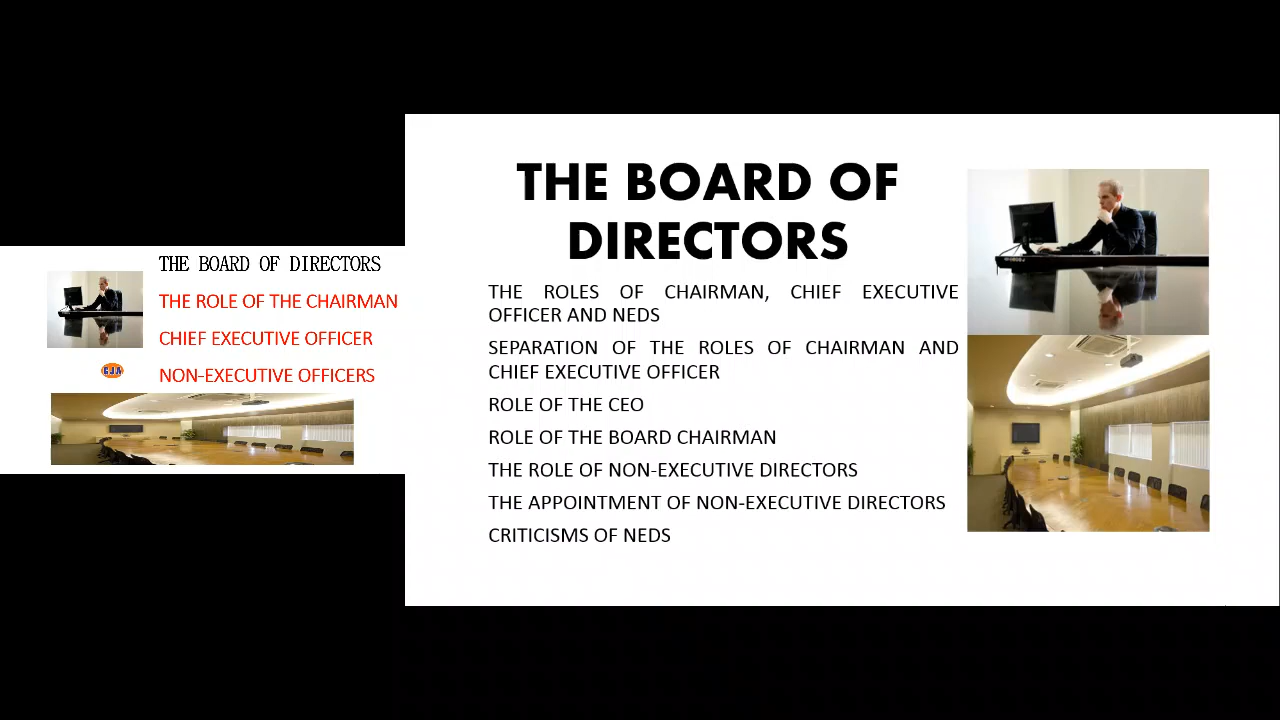 THE BOARD OF DIRECTORS
THE ROLE OF THE CHAIRMAN
CHIEF EXECUTIVE OFFICER
NON-EXECUTIVE OFFICERS
THE BOARD OF
DIRECTORS
THE ROLES OF CHAIRMAN, CHIEF EXECUTIVE
OFFICER AND NEDS
SEPARATION OF THE ROLES OF CHAIRMAN AND
CHIEF EXECUTIVE OFFICER
ROLE OF THE CEO
ROLE OF THE BOARD CHAIRMAN
THE ROLE OF NON-EXECUTIVE DIRECTORS
THE APPOINTMENT OF NON-EXECUTIVE DIRECTORS
CRITICISMS OF NEDS